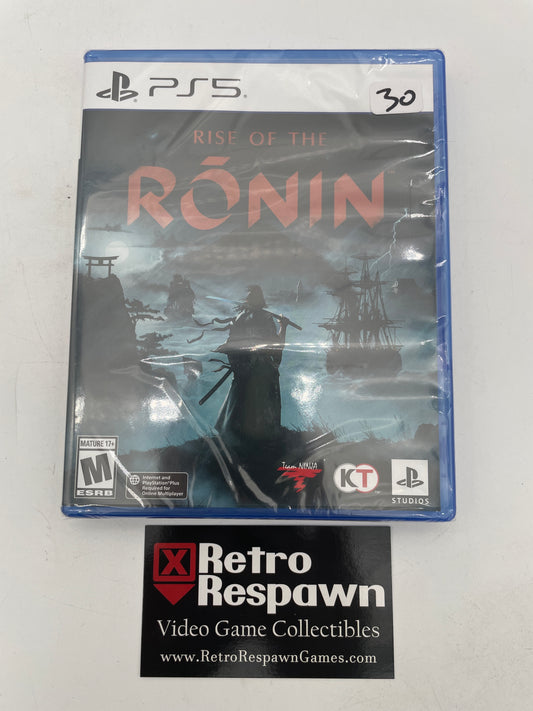 PS5
30
RISE OF THE
RŌNIN
MATURE 17+
M
ESRB
Internet and
PlayStation®Plus
Required for
Online Multiplayer
Team NINJA
KT
STUDIOS
X Retro
Respawn
Video Game Collectibles
www.RetroRespawnGames.com